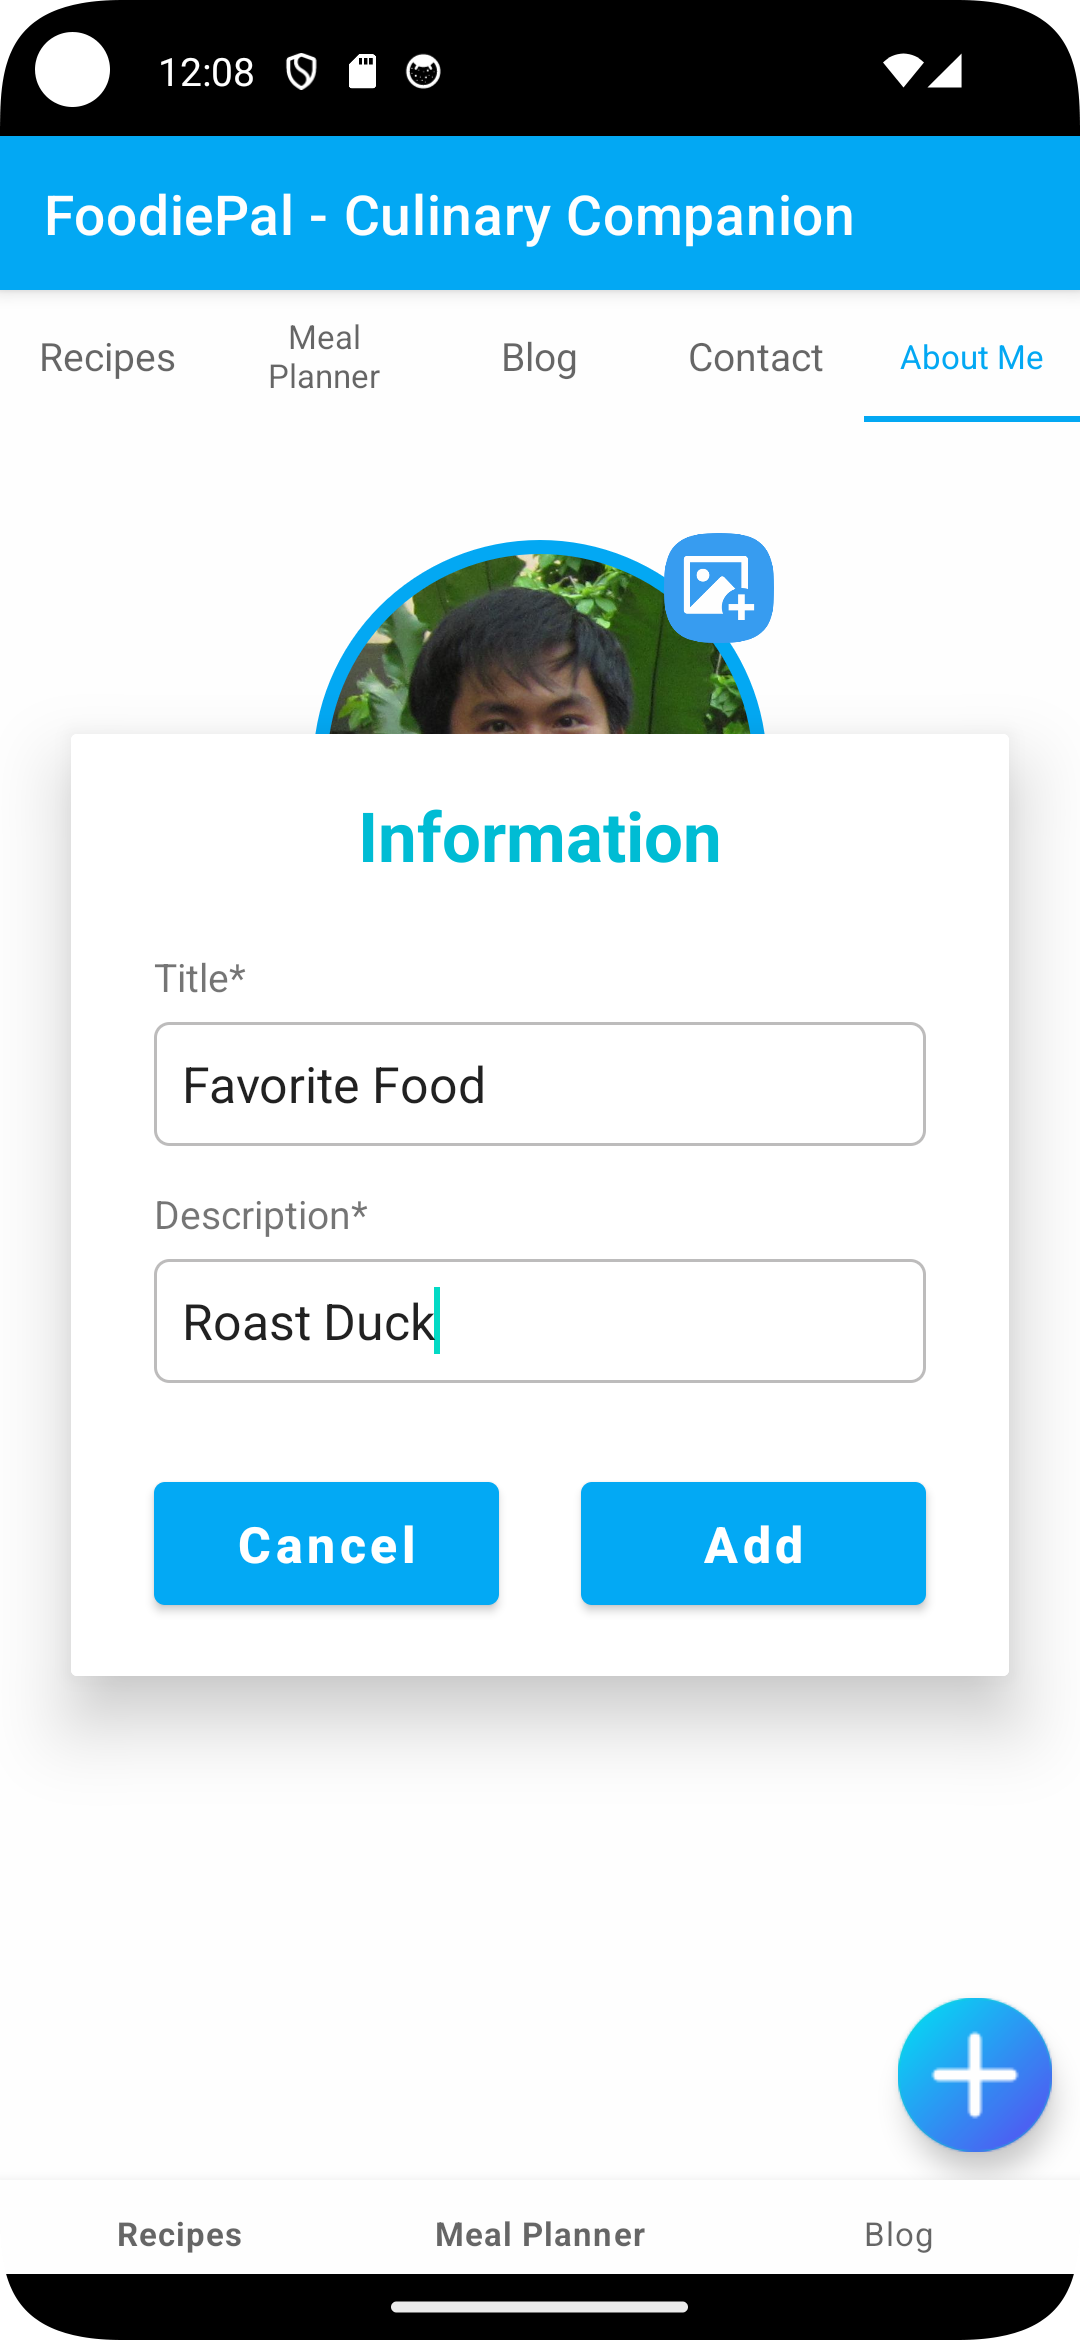 12:08
FoodiePal - Culinary Companion
Recipes
Meal
Planner
Blog
Contact
About Me
Information
Title*
Favorite Food
Description*
Roast Duck
Cancel
Add
Recipes
Meal Planner
Blog